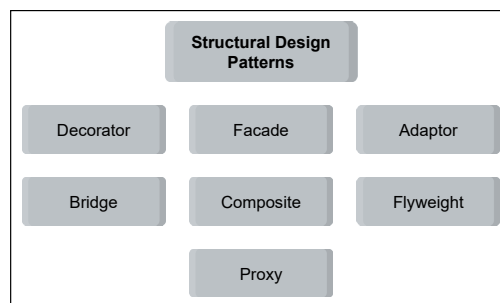 Structural Design
Patterns
Decorator
Facade
Adaptor
Bridge
Composite
Flyweight
Proxy